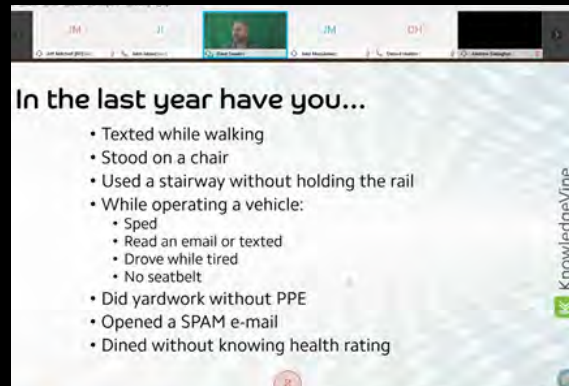 JM
JI
JM
DH
In the last year have you...
• Texted while walking
• Stood on a chair
• Used a stairway without holding the rail
• While operating a vehicle:
• Sped
• Read an email or texted
• Drove while tired
• No seatbelt
• Did yardwork without PPE
• Opened a SPAM e-mail
• Dined without knowing health rating
KnowledgeVine